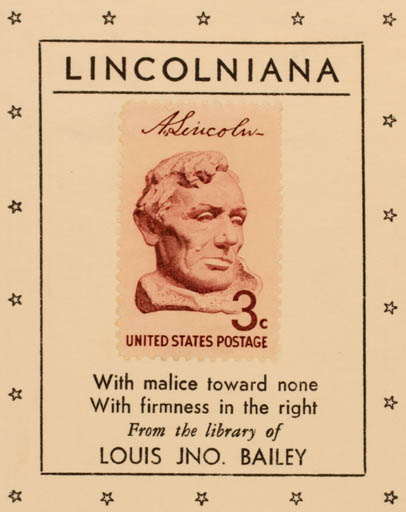 LINCOLNIANA
A. Lincoln
3c
UNITED STATES POSTAGE
With malice toward none
With firmness in the right
From the library of
LOUIS JNO. BAILEY